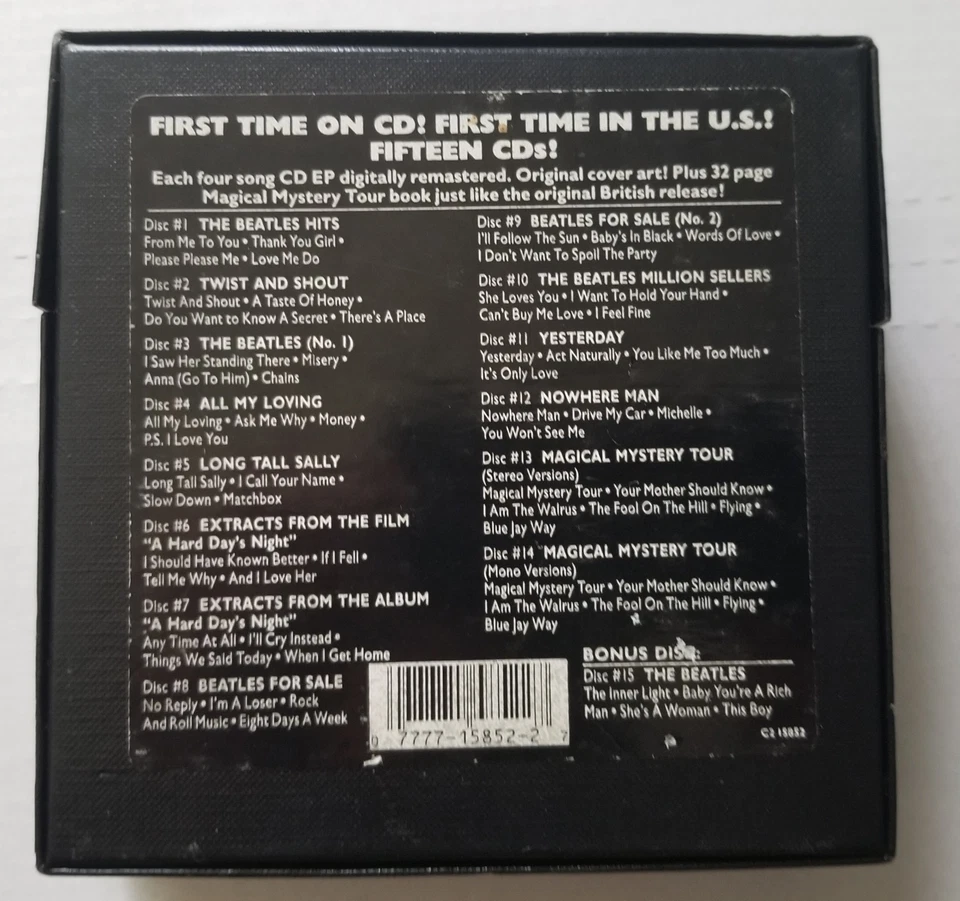 FIRST TIME ON CD! FIRST TIME IN THE U.S.!
FIFTEEN CDs!
Each four song CD EP digitally remastered. Original cover art! Plus 32 page
Magical Mystery Tour book just like the original British release!
Disc #1 THE BEATLES HITS
From Me To You • Thank You Girl •
Please Please Me • Love Me Do
Disc #2 TWIST AND SHOUT
Twist And Shout • A Taste Of Honey •
Do You Want to Know A Secret • There's A Place
Disc #3 THE BEATLES (No. 1)
I Saw Her Standing There • Misery •
Anna (Go To Him) • Chains
Disc #4 ALL MY LOVING
All My Loving • Ask Me Why • Money •
P.S. I Love You
Disc #5 LONG TALL SALLY
Long Tall Sally • I Call Your Name •
Slow Down • Matchbox
Disc #6 EXTRACTS FROM THE FILM
"A Hard Day's Night"
I Should Have Known Better • If I Fell •
Tell Me Why • And I Love Her
Disc #7 EXTRACTS FROM THE ALBUM
"A Hard Day's Night"
Any Time At All • I'll Cry Instead •
Things We Said Today • When I Get Home
Disc #8 BEATLES FOR SALE
No Reply • I'm A Loser • Rock
And Roll Music • Eight Days A Week
0 7777-15852-2 7
Disc #9 BEATLES FOR SALE (No. 2)
I'll Follow The Sun • Baby's In Black • Words Of Love •
I Don't Want To Spoil The Party
Disc #10 THE BEATLES MILLION SELLERS
She Loves You • I Want To Hold Your Hand •
Can't Buy Me Love • I Feel Fine
Disc #11 YESTERDAY
Yesterday • Act Naturally • You Like Me Too Much •
It's Only Love
Disc #12 NOWHERE MAN
Nowhere Man • Drive My Car • Michelle •
You Won't See Me
Disc #13 MAGICAL MYSTERY TOUR
(Stereo Versions)
Magical Mystery Tour • Your Mother Should Know •
I Am The Walrus • The Fool On The Hill • Flying •
Blue Jay Way
Disc #14 MAGICAL MYSTERY TOUR
(Mono Versions)
Magical Mystery Tour • Your Mother Should Know •
I Am The Walrus • The Fool On The Hill • Flying •
Blue Jay Way
BONUS DISC:
Disc #15 THE BEATLES
The Inner Light • Baby You're A Rich
Man • She's A Woman • This Boy
C2 15852